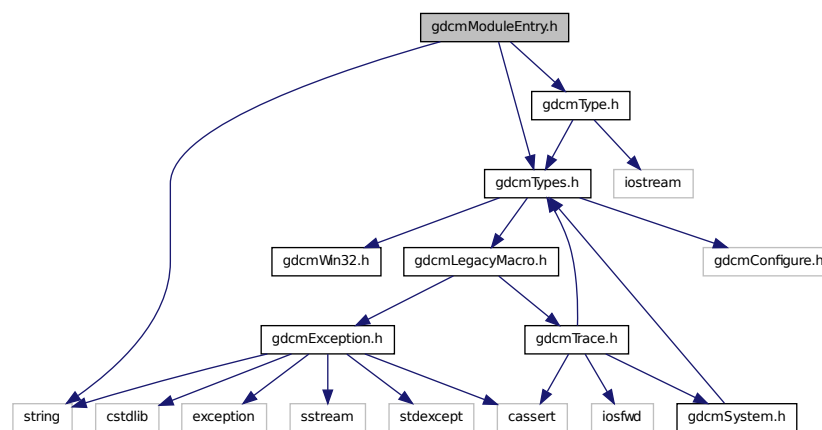 gdcmModuleEntry.h
gdcmType.h
gdcmTypes.h
iostream
gdcmWin32.h
gdcmLegacyMacro.h
gdcmConfigure.h
gdcmException.h
gdcmTrace.h
string
cstdlib
exception
sstream
stdexcept
cassert
iosfwd
gdcmSystem.h